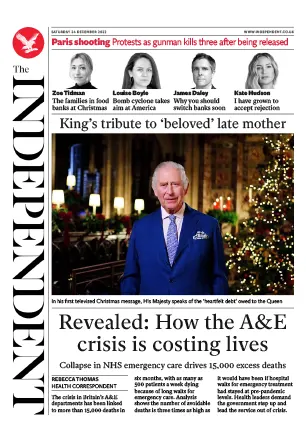 SATURDAY 24 DECEMBER 2022
WWW.INDEPENDENT.CO.UK
Paris shooting Protests as gunman kills three after being released
The
INDEPENDENT
Zoe Tidman
The families in food
banks at Christmas
Louise Boyle
Bomb cyclone takes
aim at America
James Daley
Why you should
switch banks soon
Kate Hudson
I have grown to
accept rejection
King's tribute to ‘beloved’ late mother
In his first televised Christmas message, His Majesty speaks of the ‘heartfelt debt’ owed to the Queen
Revealed: How the A&E
crisis is costing lives
Collapse in NHS emergency care drives 15,000 excess deaths
REBECCA THOMAS
HEALTH CORRESPONDENT
The crisis in Britain's A&E
departments has been linked
to more than 15,000 deaths in
six months, with as many as
500 patients a week dying
because of long waits for
emergency care. Analysis
shows the number of avoidable
deaths is three times as high as
it would have been if hospital
waits for emergency treatment
had stayed at pre-pandemic
levels. Health leaders demand
the government step up and
lead the service out of crisis.